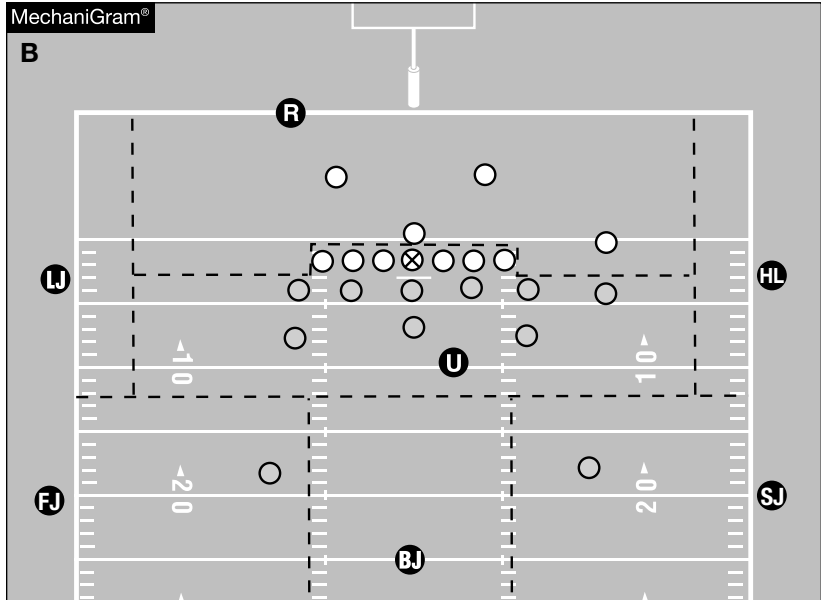 MechaniGram®
B
R
LJ
HL
◄10
10►
U
◄20
20►
FJ
SJ
BJ